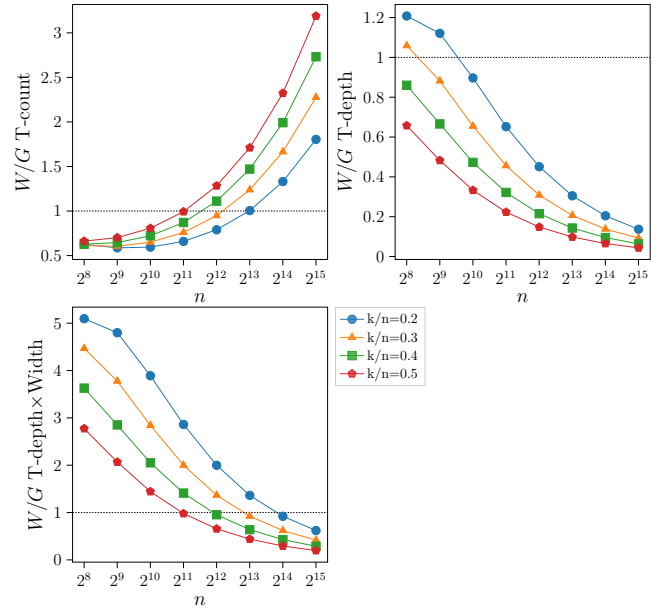 W/G T-count
3
2.5
2
1.5
1
0.5
2^8 2^9 2^10 2^11 2^12 2^13 2^14 2^15
n
W/G T-depth
1.2
1
0.8
0.6
0.4
0.2
0
2^8 2^9 2^10 2^11 2^12 2^13 2^14 2^15
n
W/G T-depth×Width
5
4
3
2
1
0
2^8 2^9 2^10 2^11 2^12 2^13 2^14 2^15
n
k/n=0.2
k/n=0.3
k/n=0.4
k/n=0.5